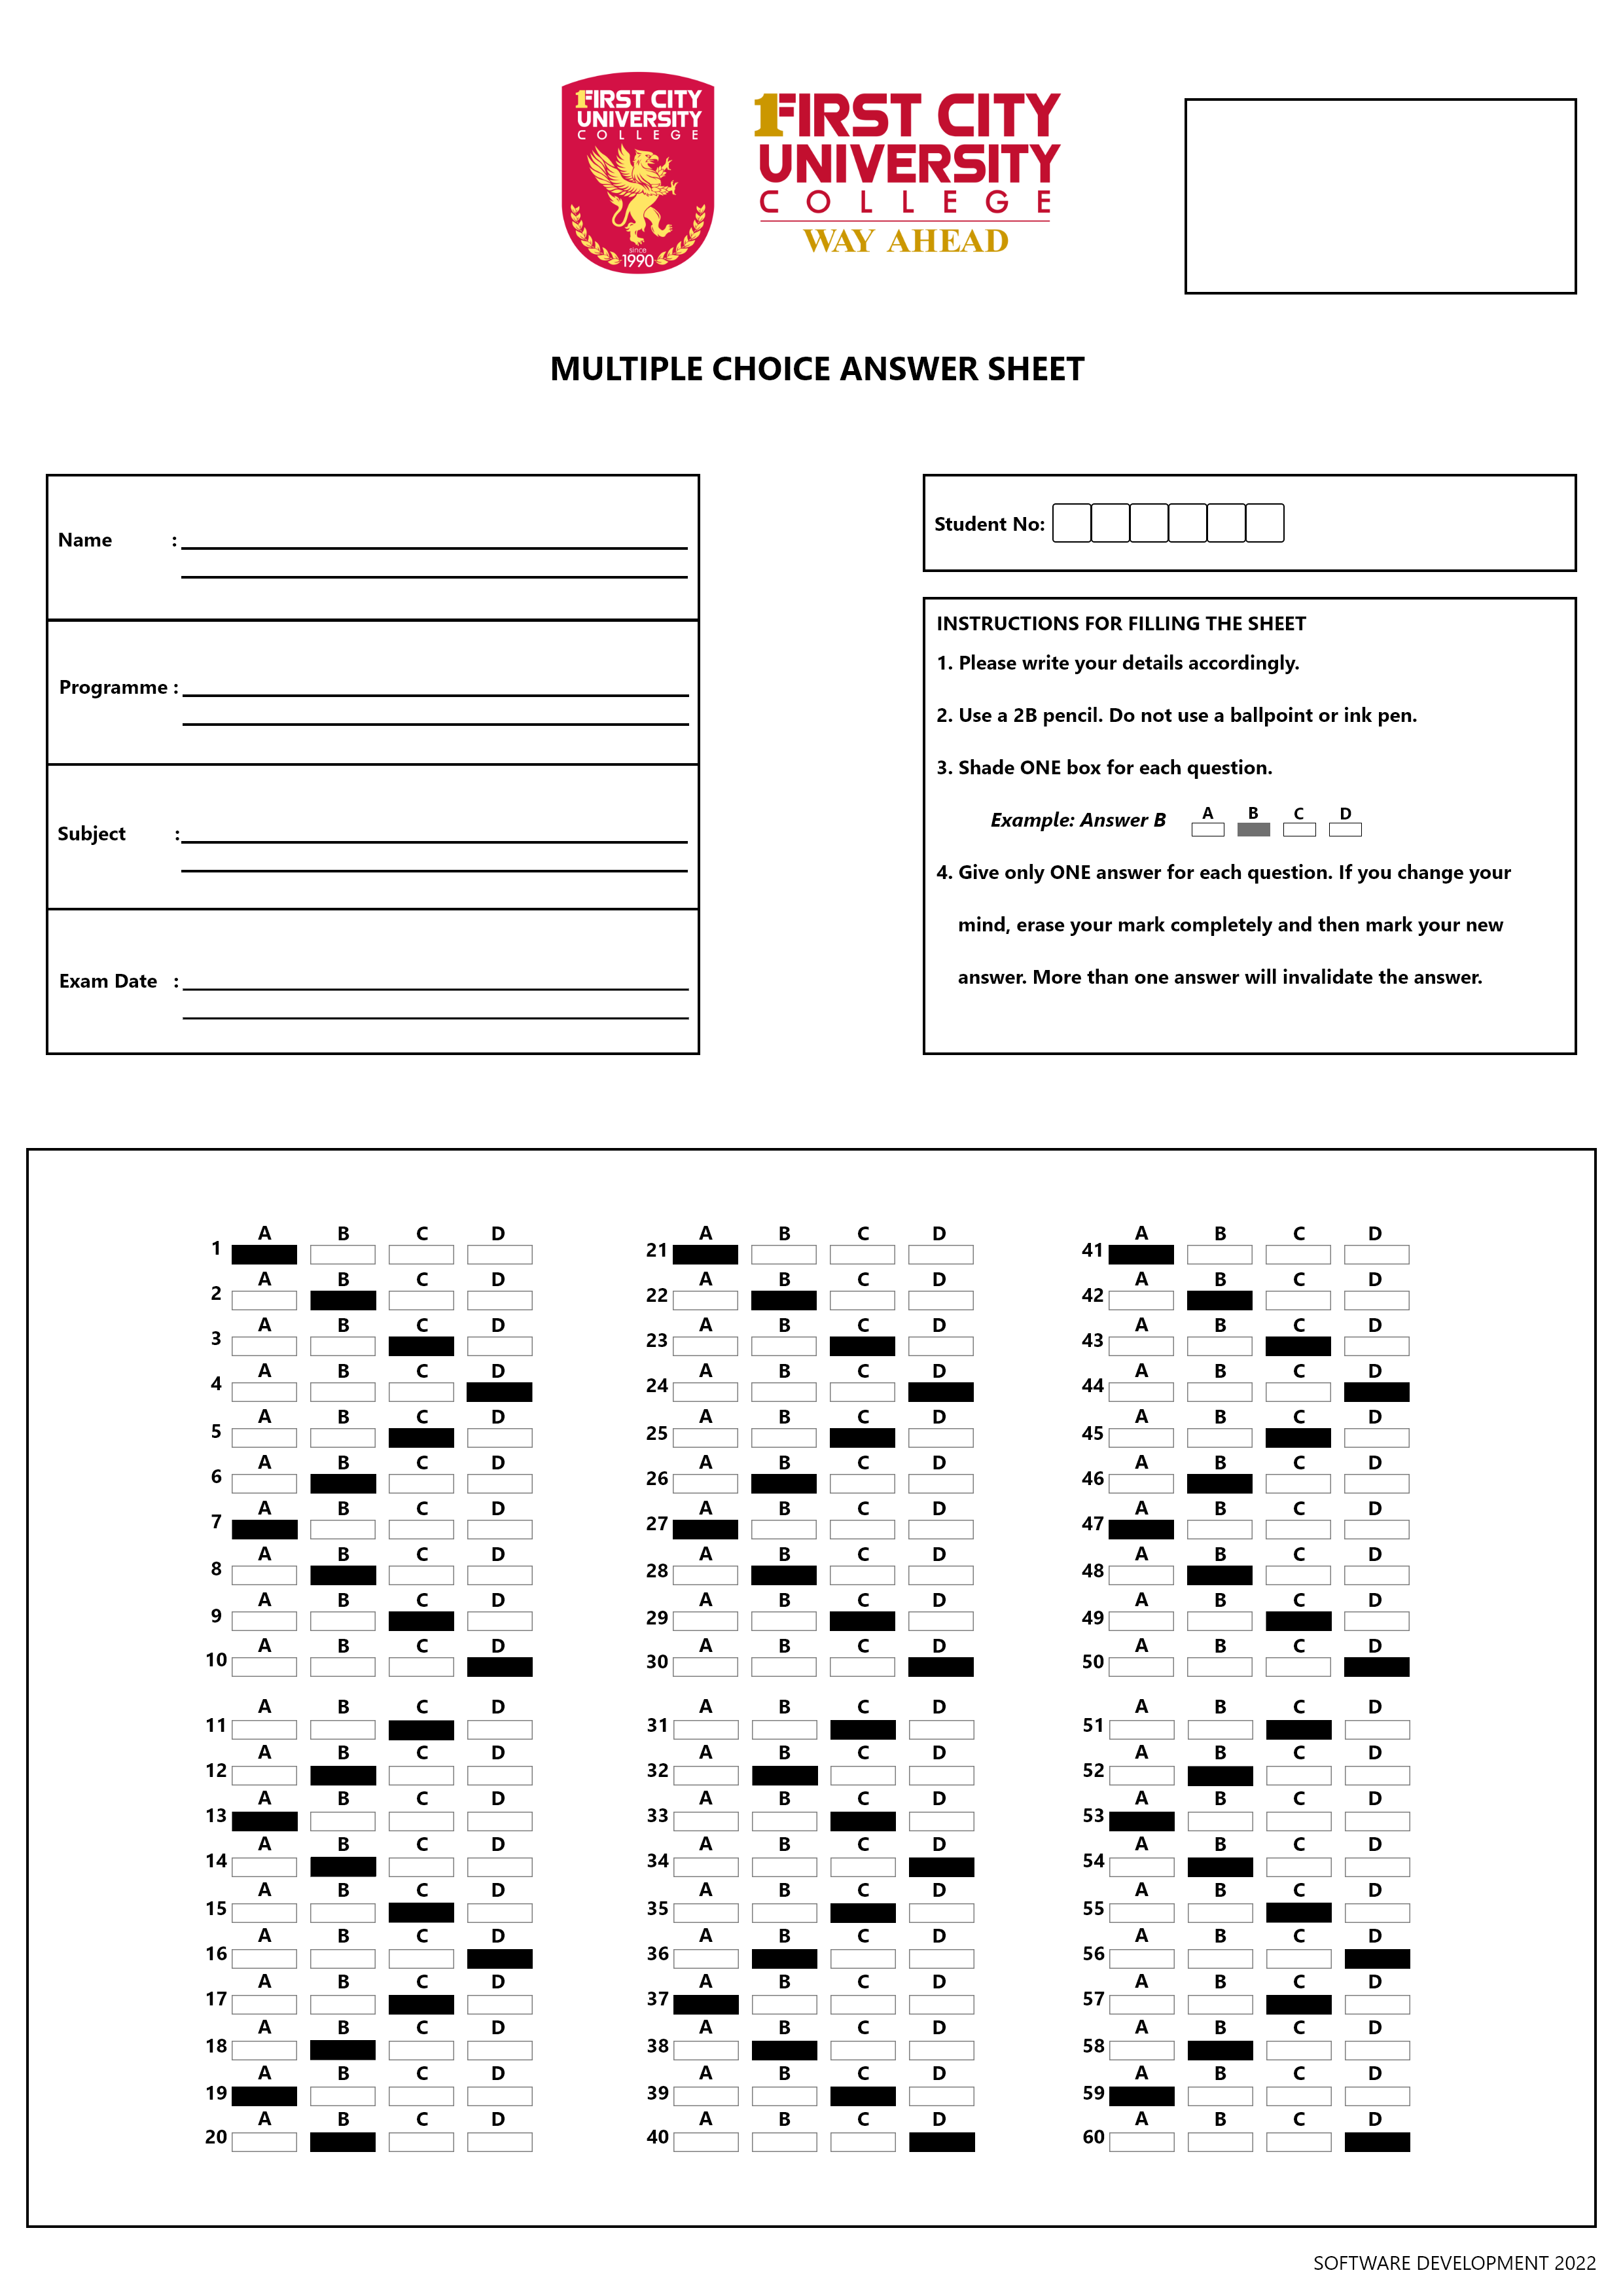 1FIRST CITY
UNIVERSITY
COLLEGE
since
1990
1FIRST CITY
UNIVERSITY
COLLEGE
WAY AHEAD
MULTIPLE CHOICE ANSWER SHEET
Name :
Programme :
Subject :
Exam Date :
Student No:
INSTRUCTIONS FOR FILLING THE SHEET
1. Please write your details accordingly.
2. Use a 2B pencil. Do not use a ballpoint or ink pen.
3. Shade ONE box for each question.
Example: Answer B A B C D
4. Give only ONE answer for each question. If you change your
mind, erase your mark completely and then mark your new
answer. More than one answer will invalidate the answer.
1 A B C D
2 A B C D
3 A B C D
4 A B C D
5 A B C D
6 A B C D
7 A B C D
8 A B C D
9 A B C D
10 A B C D
11 A B C D
12 A B C D
13 A B C D
14 A B C D
15 A B C D
16 A B C D
17 A B C D
18 A B C D
19 A B C D
20 A B C D
21 A B C D
22 A B C D
23 A B C D
24 A B C D
25 A B C D
26 A B C D
27 A B C D
28 A B C D
29 A B C D
30 A B C D
31 A B C D
32 A B C D
33 A B C D
34 A B C D
35 A B C D
36 A B C D
37 A B C D
38 A B C D
39 A B C D
40 A B C D
41 A B C D
42 A B C D
43 A B C D
44 A B C D
45 A B C D
46 A B C D
47 A B C D
48 A B C D
49 A B C D
50 A B C D
51 A B C D
52 A B C D
53 A B C D
54 A B C D
55 A B C D
56 A B C D
57 A B C D
58 A B C D
59 A B C D
60 A B C D
SOFTWARE DEVELOPMENT 2022